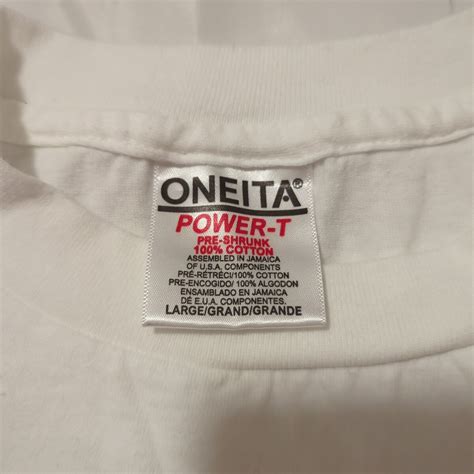 ONEITA®
POWER-T
PRE-SHRUNK
100% COTTON
ASSEMBLED IN JAMAICA
OF U.S.A. COMPONENTS
PRÉ-RÉTRÉCI/100% COTTON
PRE-ENCOGIDO/ 100% ALGODON
ENSAMBLADO EN JAMAICA
DÉ E.U.A. COMPONENTES.
LARGE/GRAND/GRANDE